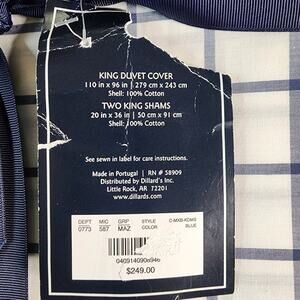 KING DUVET COVER
110 in x 96 in | 279 cm x 243 cm
Shell: 100% Cotton
TWO KING SHAMS
20 in x 36 in | 50 cm x 91 cm
Shell: 100% Cotton
See sewn in label for care instructions.
Made in Portugal | RN # 58909
Distributed by Dillard's Inc.
Little Rock, AR 72201
www.dillards.com
DEPT MIC GRP STYLE C-MXB-KCMS
0773 587 MAZ COLOR BLUE
$249.00